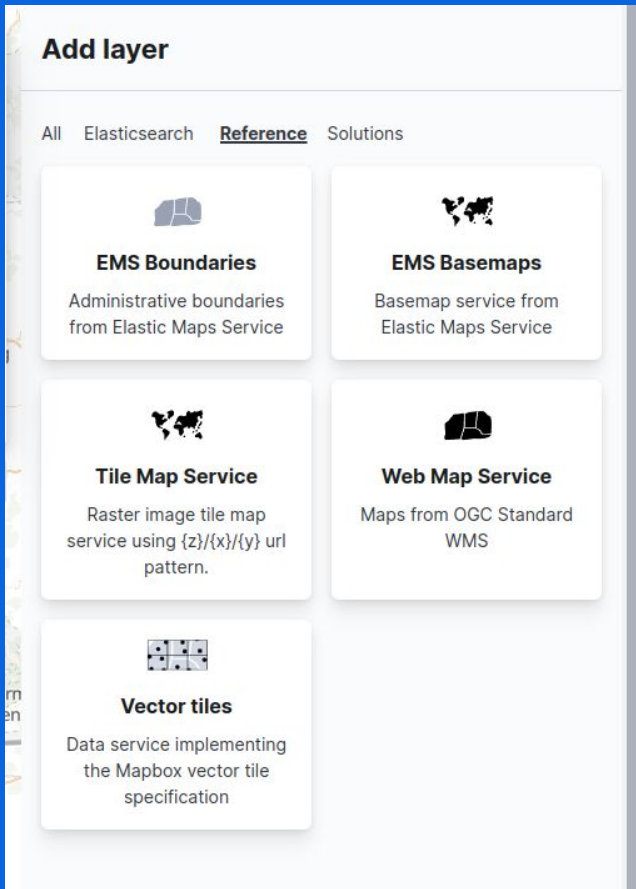 Add layer
All Elasticsearch Reference Solutions
EMS Boundaries
Administrative boundaries
from Elastic Maps Service
EMS Basemaps
Basemap service from
Elastic Maps Service
Tile Map Service
Raster image tile map
service using {z}/{x}/{y} url
pattern.
Web Map Service
Maps from OGC Standard
WMS
Vector tiles
Data service implementing
the Mapbox vector tile
specification